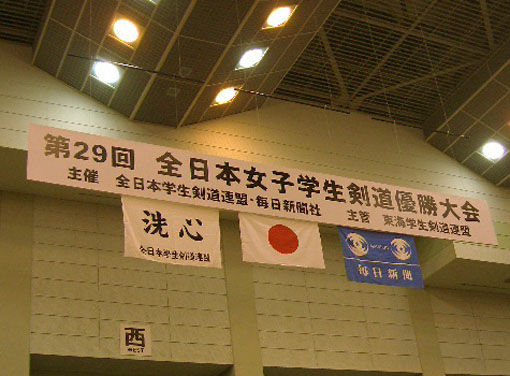 第29回 全日本女子学生剣道優勝大会
主催 全日本学生剣道連盟・毎日新聞社 主管 東海学生剣道連盟
洗心
全日本学生剣道連盟
毎日新聞
西
WEST